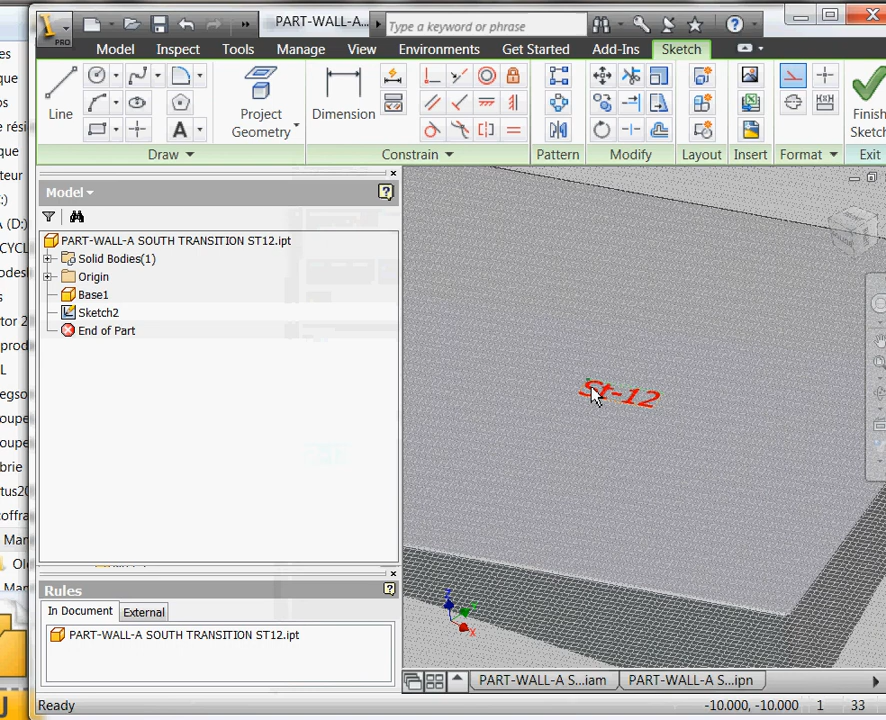 PRO
PART-WALL-A...
Type a keyword or phrase
Model Inspect Tools Manage View Environments Get Started Add-Ins Sketch
Line
Project Geometry
Dimension
Finish Sketch
Draw Constrain Pattern Modify Layout Insert Format Exit
Model
PART-WALL-A SOUTH TRANSITION ST12.ipt
Solid Bodies(1)
Origin
Base1
Sketch2
End of Part
St-12
Z
X
Rules
In Document External
PART-WALL-A SOUTH TRANSITION ST12.ipt
PART-WALL-A S...iam PART-WALL-A S...ipn
Ready
-10.000, -10.000 1 33